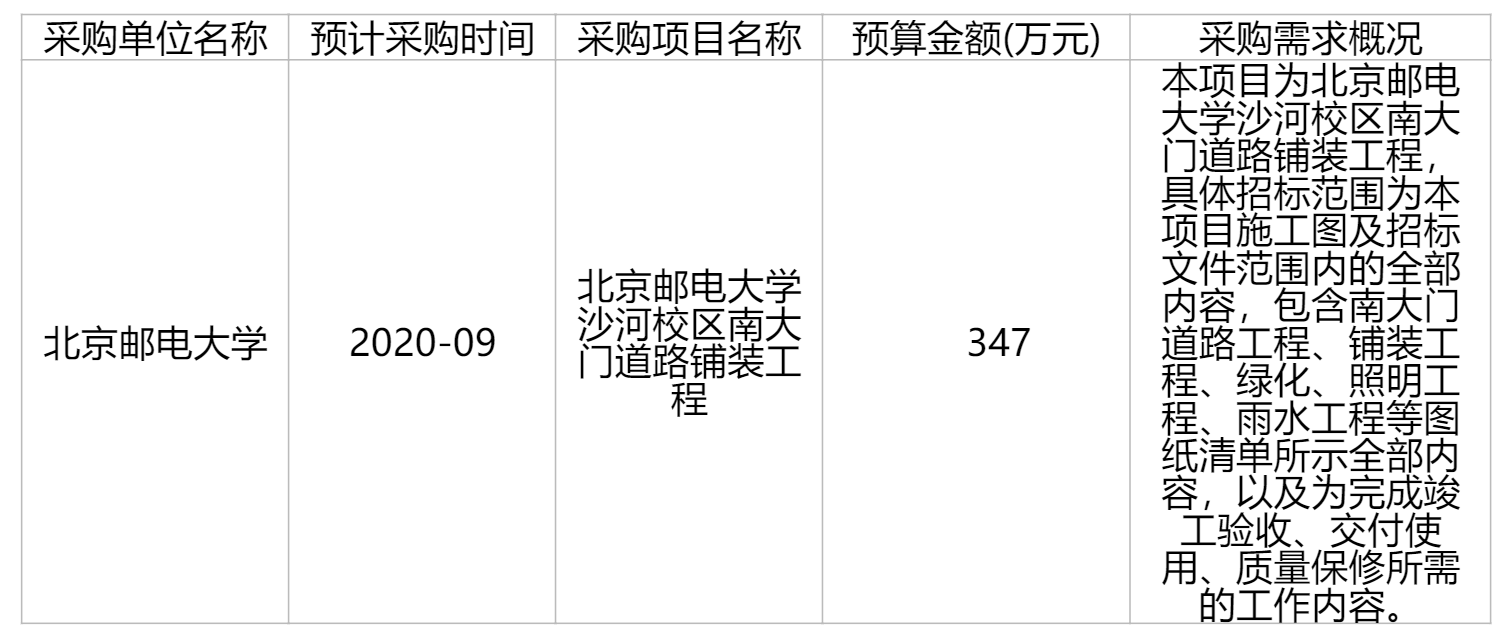 采购单位名称
预计采购时间
采购项目名称
预算金额(万元)
采购需求概况
北京邮电大学
2020-09
北京邮电大学
沙河校区南大
门道路铺装工
程
347
本项目为北京邮电
大学沙河校区南大
门道路铺装工程，
具体招标范围为本
项目施工图及招标
文件范围内的全部
内容，包含南大门
道路工程、铺装工
程、绿化、照明工
程、雨水工程等图
纸清单所示全部内
容，以及为完成竣
工验收、交付使
用、质量保修所需
的工作内容。